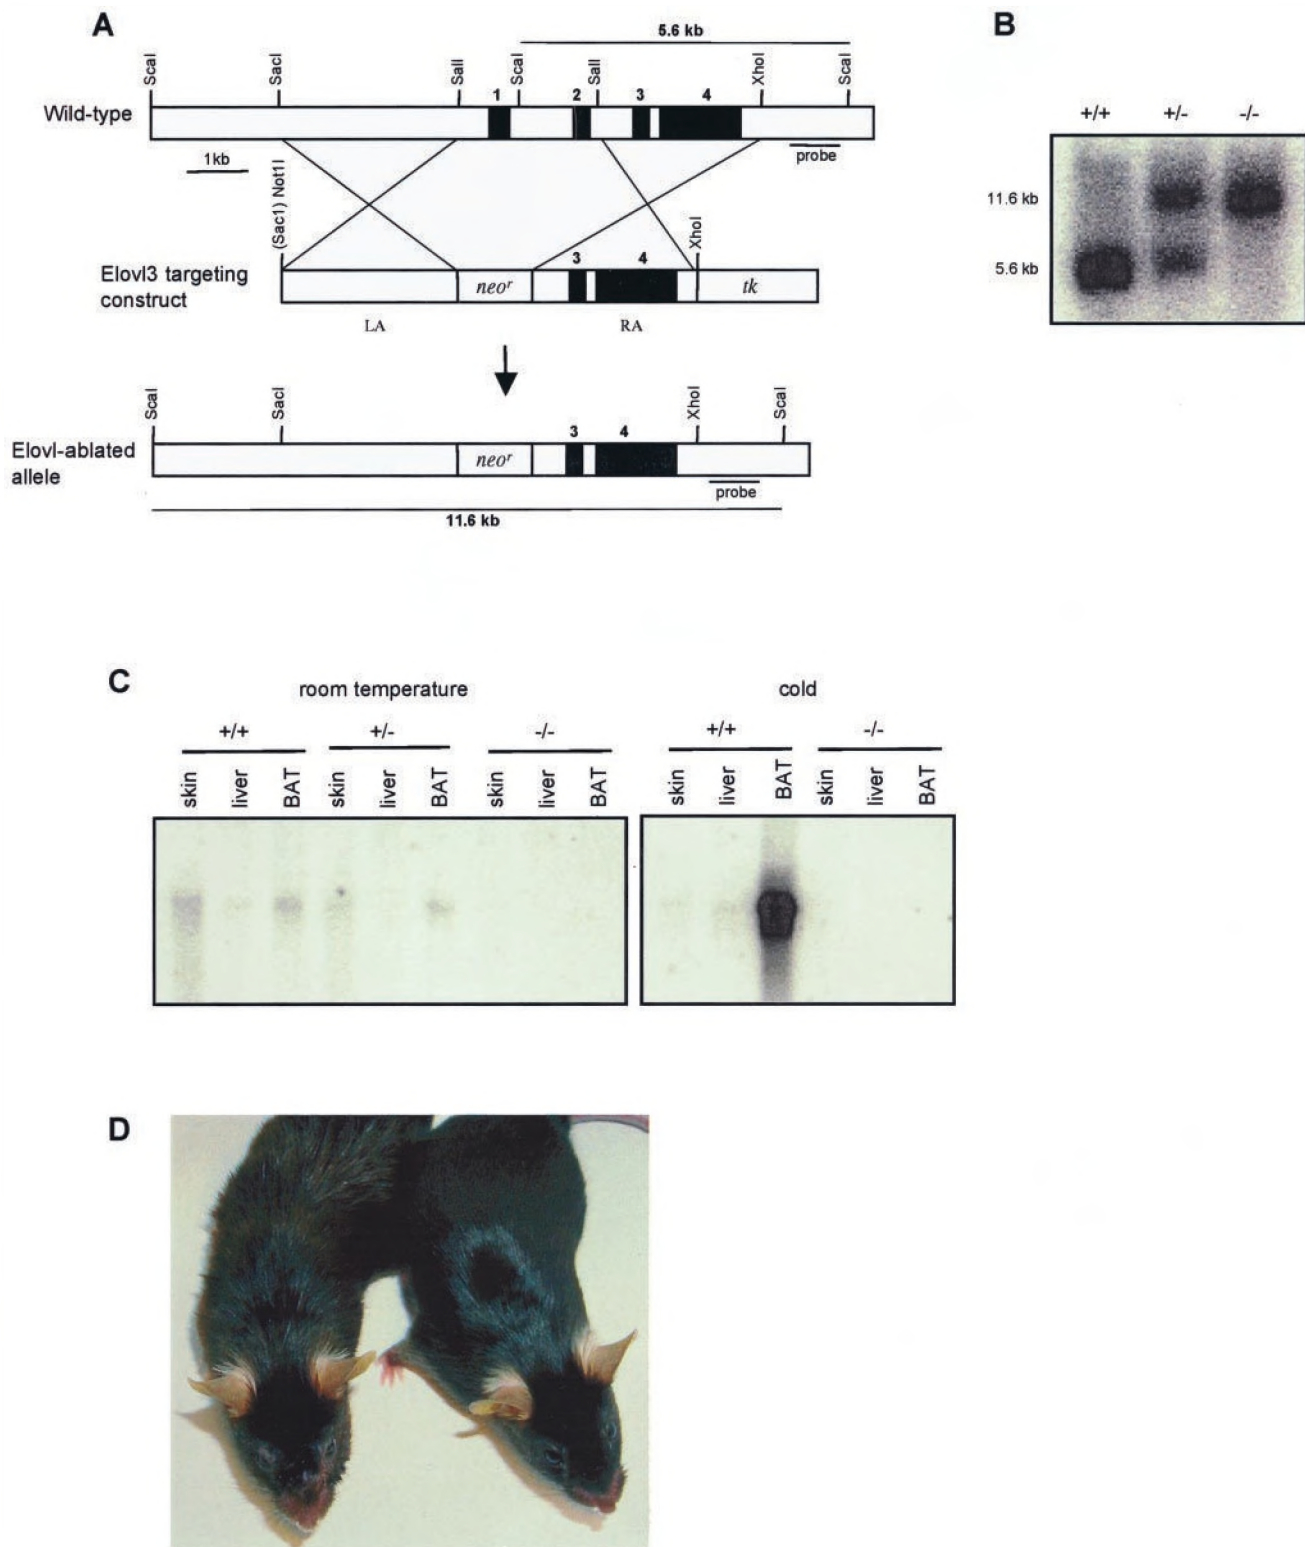 A
5.6 kb
ScaI
SacI
SalI
ScaI
SalI
XhoI
ScaI
1
2
3
4
Wild-type
1kb
probe
(Sac1) Not1I
XhoI
3
4
Elovl3 targeting
construct
neoʳ
tk
LA
RA
ScaI
SacI
XhoI
ScaI
3
4
Elovl-ablated
allele
neoʳ
probe
11.6 kb
B
+/+
+/-
-/-
11.6 kb
5.6 kb
C
room temperature
cold
+/+
+/-
-/-
+/+
-/-
skin
liver
BAT
skin
liver
BAT
skin
liver
BAT
skin
liver
BAT
skin
liver
BAT
D